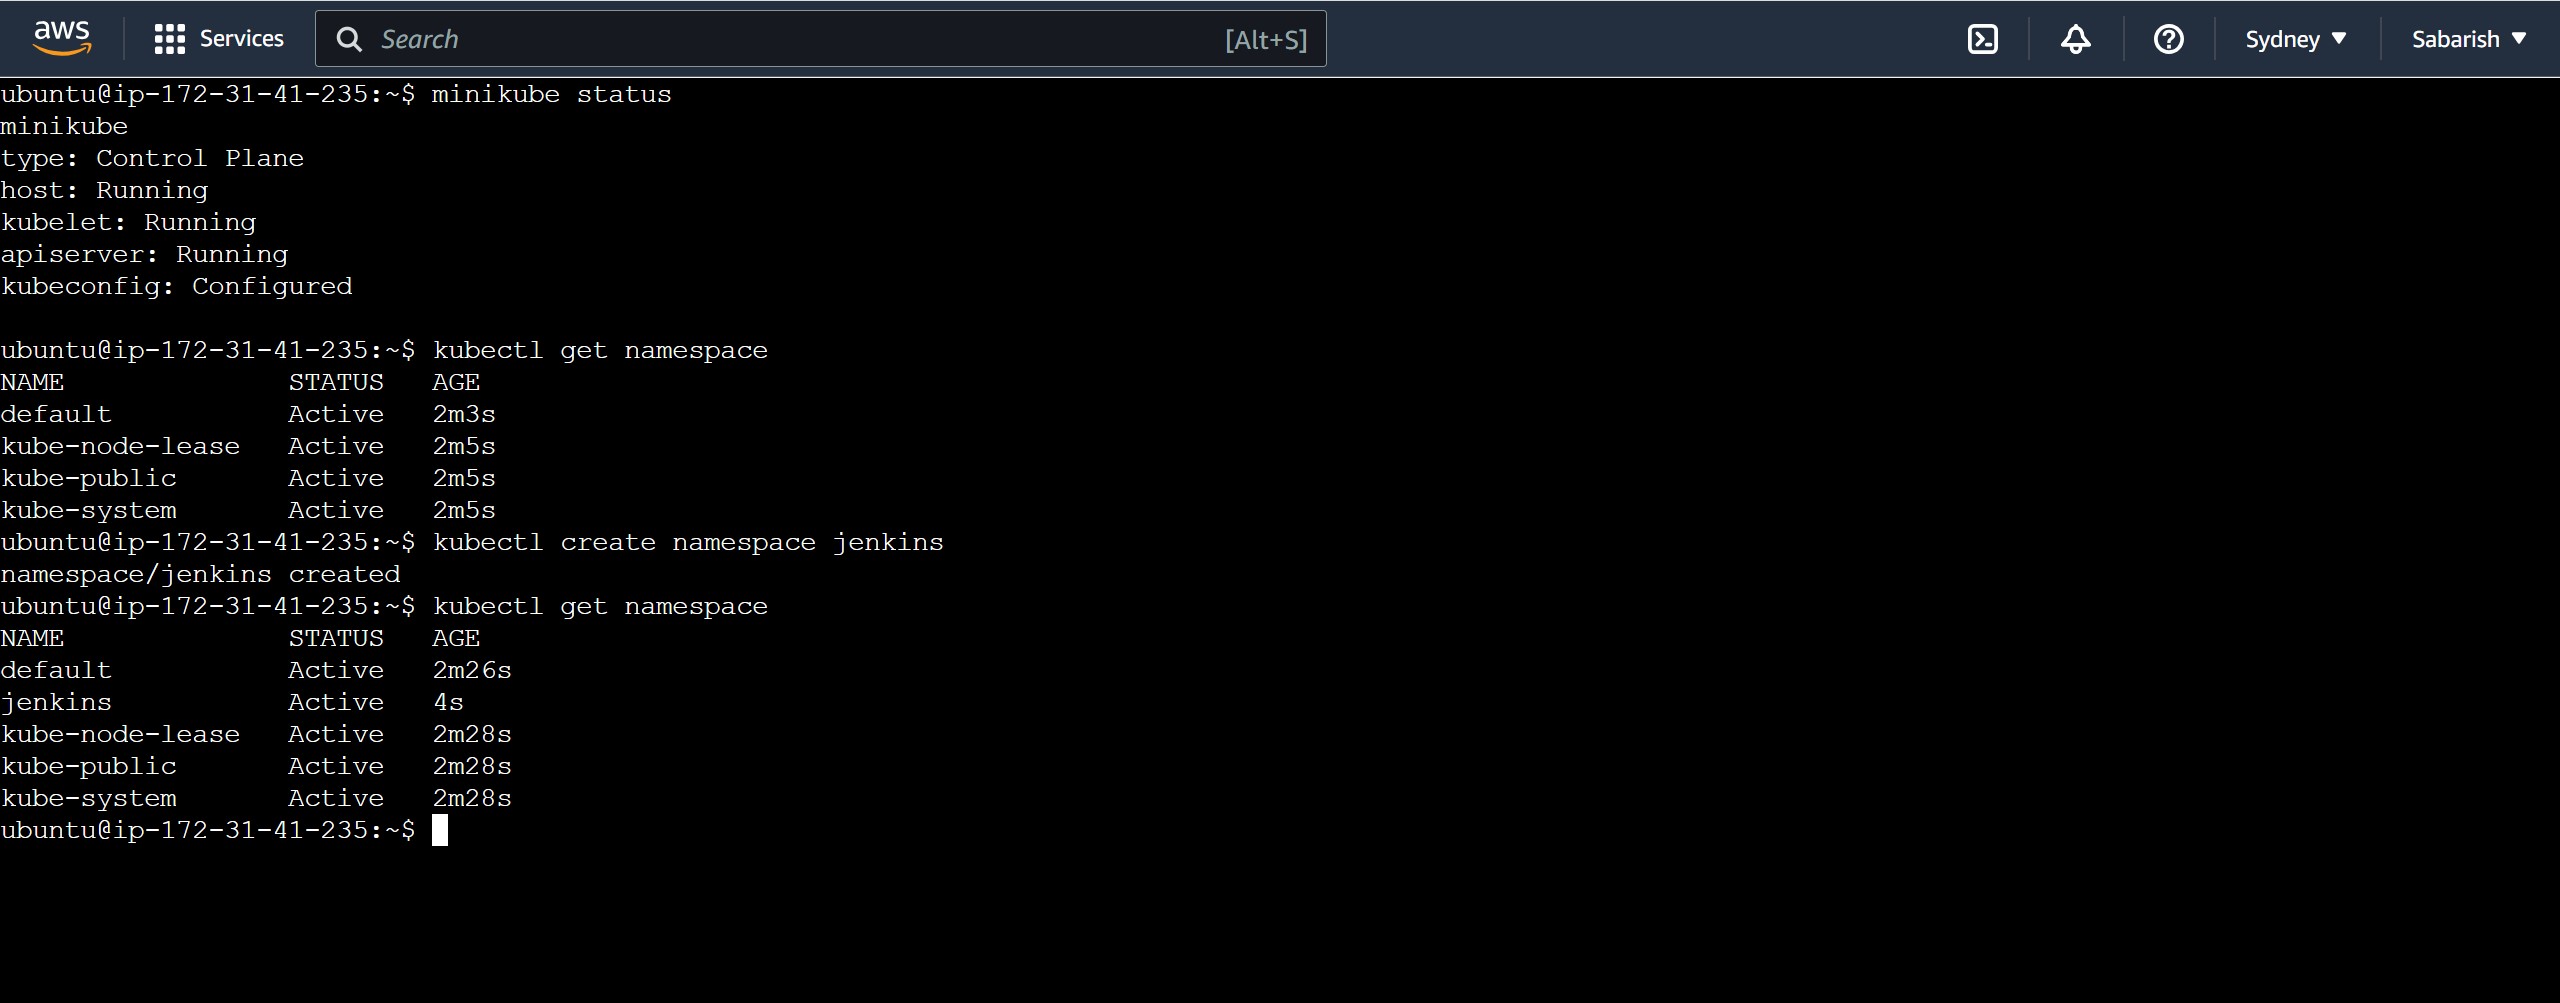 aws Services Search [Alt+S] Sydney Sabarish
ubuntu@ip-172-31-41-235:~$ minikube status
minikube
type: Control Plane
host: Running
kubelet: Running
apiserver: Running
kubeconfig: Configured
ubuntu@ip-172-31-41-235:~$ kubectl get namespace
NAME STATUS AGE
default Active 2m3s
kube-node-lease Active 2m5s
kube-public Active 2m5s
kube-system Active 2m5s
ubuntu@ip-172-31-41-235:~$ kubectl create namespace jenkins
namespace/jenkins created
ubuntu@ip-172-31-41-235:~$ kubectl get namespace
NAME STATUS AGE
default Active 2m26s
jenkins Active 4s
kube-node-lease Active 2m28s
kube-public Active 2m28s
kube-system Active 2m28s
ubuntu@ip-172-31-41-235:~$